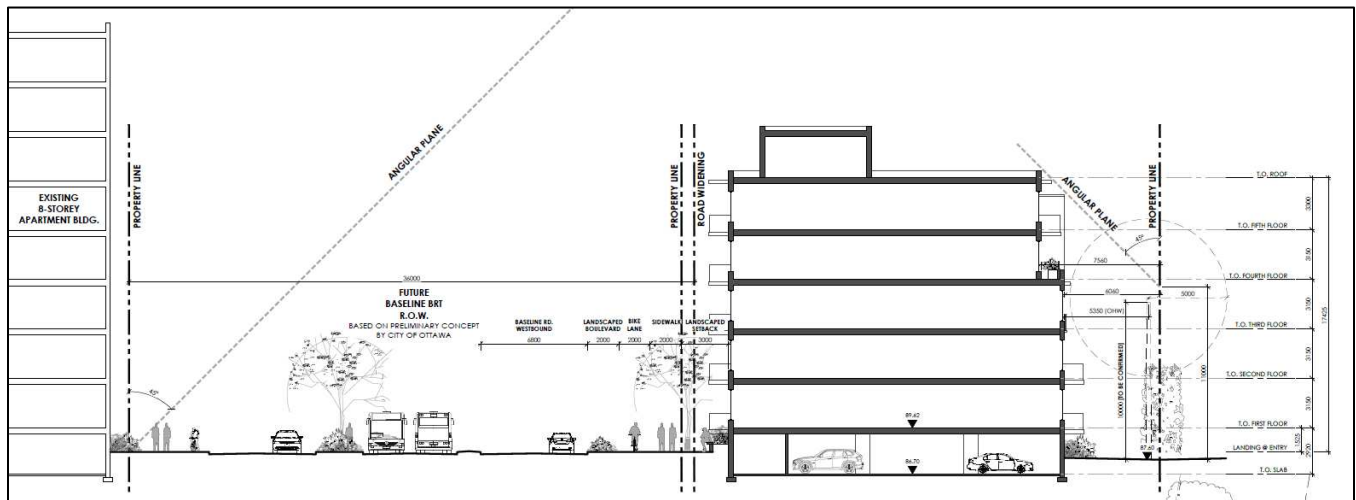 EXISTING
8-STOREY
APARTMENT BLDG.
PROPERTY LINE
45°
ANGULAR PLANE
36000
FUTURE
BASELINE BRT
R.O.W.
BASED ON PRELIMINARY CONCEPT
BY CITY OF OTTAWA
BASELINE RD.
WESTBOUND
6800
LANDSCAPED
BOULEVARD
2000
BIKE
LANE
2000
SIDEWALK
2000
LANDSCAPED
SETBACK
3000
PROPERTY LINE
ROAD WIDENING
89.62
86.70
ANGULAR PLANE
45°
PROPERTY LINE
7560
6060
5000
5350 (OHW)
10000 (TO BE CONFIRMED)
11000
T.O. ROOF
3300
T.O. FIFTH FLOOR
3150
T.O. FOURTH FLOOR
3150
T.O. THIRD FLOOR
3150
T.O. SECOND FLOOR
3150
T.O. FIRST FLOOR
1525
LANDING @ ENTRY
2920
T.O. SLAB
17425